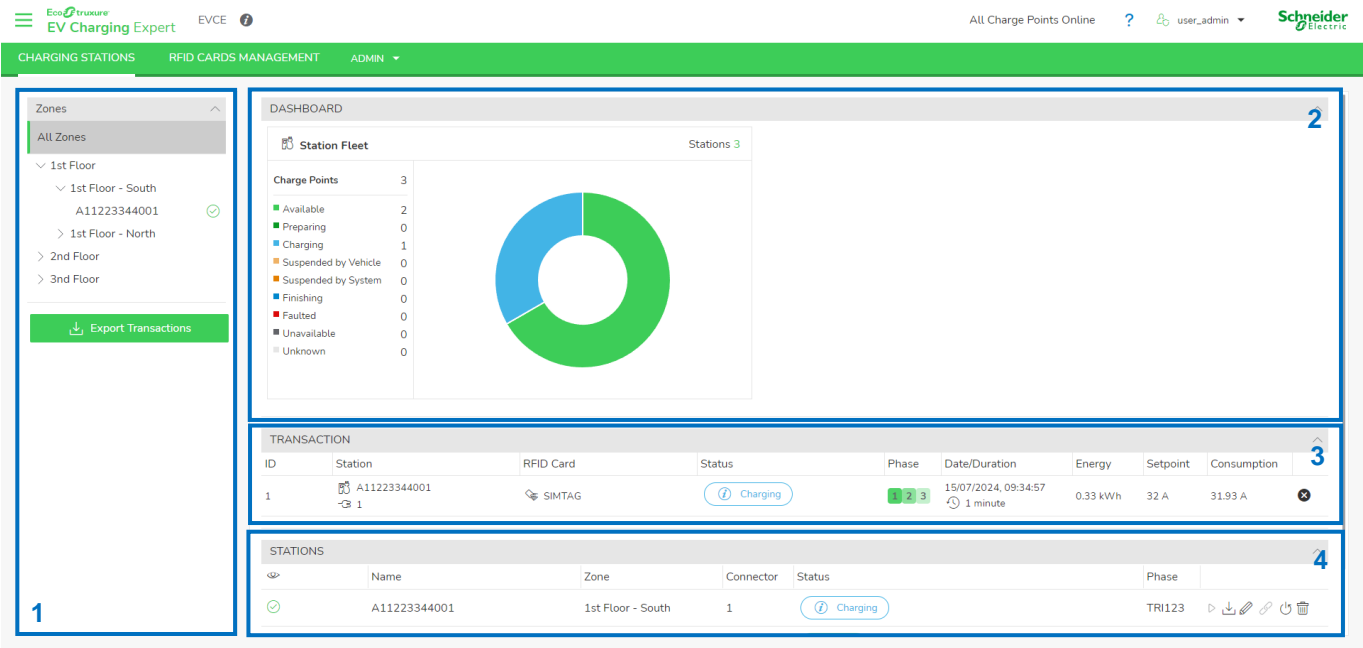 EcoStruxure
EV Charging Expert
EVCE
All Charge Points Online
?
user_admin
Schneider
Electric
CHARGING STATIONS
RFID CARDS MANAGEMENT
ADMIN
Zones
All Zones
1st Floor
1st Floor - South
A11223344001
1st Floor - North
2nd Floor
3nd Floor
Export Transactions
1
DASHBOARD
2
Station Fleet
Stations 3
Charge Points 3
Available 2
Preparing 0
Charging 1
Suspended by Vehicle 0
Suspended by System 0
Finishing 0
Faulted 0
Unavailable 0
Unknown 0
TRANSACTION
3
ID Station RFID Card Status Phase Date/Duration Energy Setpoint Consumption
1 A11223344001 SIMTAG Charging 1 2 3 15/07/2024, 09:34:57 0.33 kWh 32 A 31.93 A
1 1 minute
STATIONS
4
Name Zone Connector Status Phase
A11223344001 1st Floor - South 1 Charging TRI123